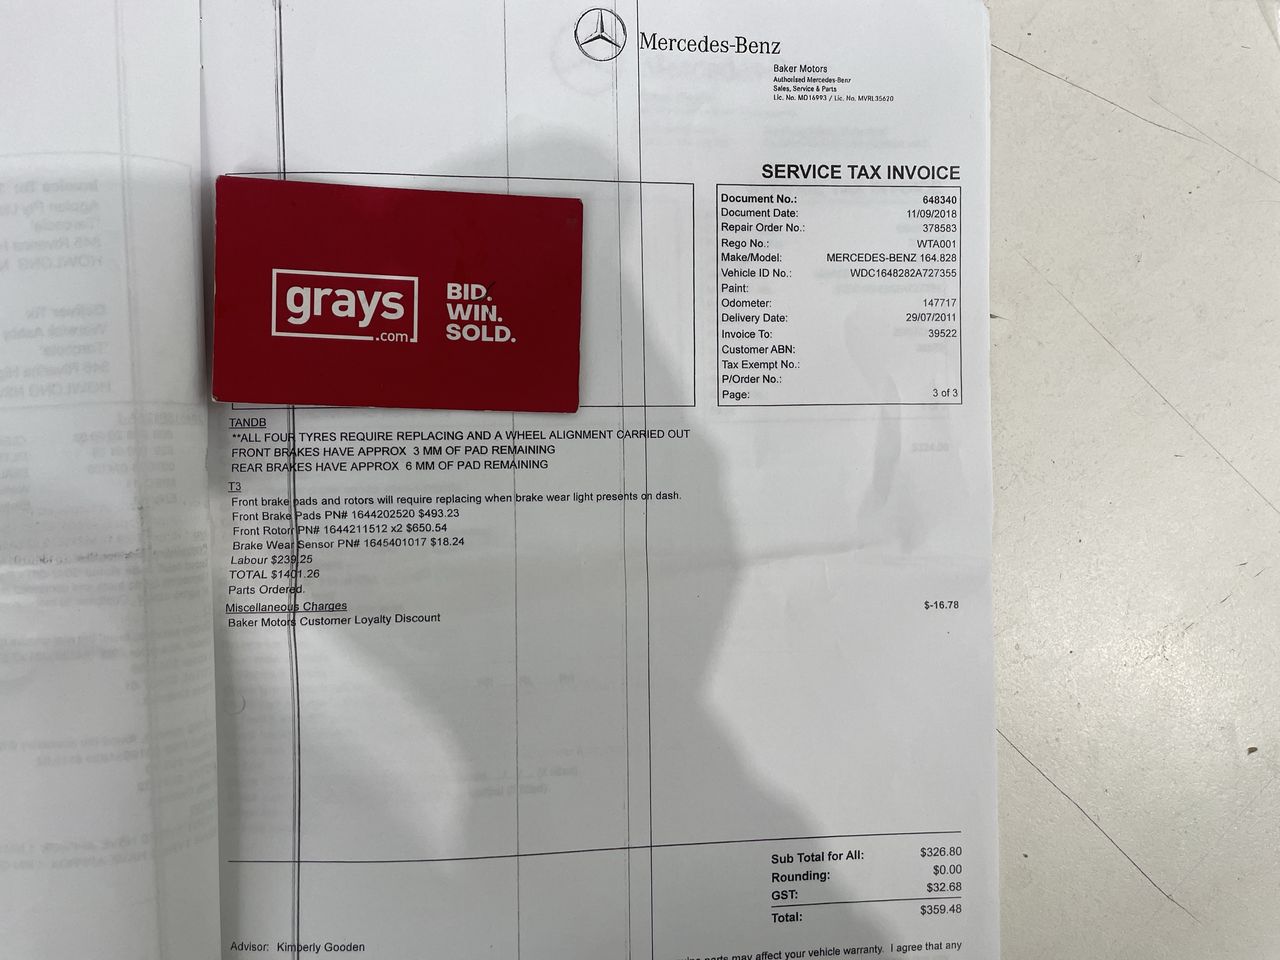 Mercedes-Benz
Baker Motors
Authorised Mercedes-Benz
Sales, Service & Parts
Lic. No. MD16993 / Lic. No. MVRL35620
SERVICE TAX INVOICE
Document No.: 648340
Document Date: 11/09/2018
Repair Order No.: 378583
Rego No.: WTA001
Make/Model: MERCEDES-BENZ 164.828
Vehicle ID No.: WDC1648282A727355
Paint:
Odometer: 147717
Delivery Date: 29/07/2011
Invoice To: 39522
Customer ABN:
Tax Exempt No.:
P/Order No.:
Page: 3 of 3
grays
.com
BID.
WIN.
SOLD.
TANDB
**ALL FOUR TYRES REQUIRE REPLACING AND A WHEEL ALIGNMENT CARRIED OUT
FRONT BRAKES HAVE APPROX 3 MM OF PAD REMAINING
REAR BRAKES HAVE APPROX 6 MM OF PAD REMAINING
T3
Front brake pads and rotors will require replacing when brake wear light presents on dash.
Front Brake Pads PN# 1644202520 $493.23
Front Rotorr PN# 1644211512 x2 $650.54
Brake Wear Sensor PN# 1645401017 $18.24
Labour $239.25
TOTAL $1401.26
Parts Ordered.
Miscellaneous Charges $-16.78
Baker Motors Customer Loyalty Discount
Sub Total for All: $326.80
Rounding: $0.00
GST: $32.68
Total: $359.48
Advisor: Kimberly Gooden
parts may affect your vehicle warranty. I agree that any